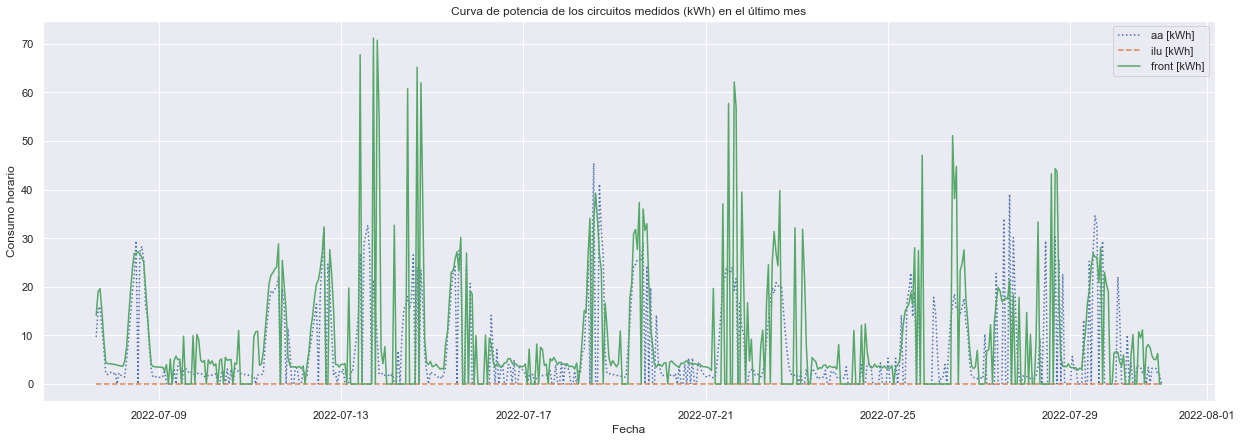 Curva de potencia de los circuitos medidos (kWh) en el último mes
aa [kWh]
ilu [kWh]
front [kWh]
70
60
50
40
30
20
10
0
Consumo horario
2022-07-09
2022-07-13
2022-07-17
2022-07-21
2022-07-25
2022-07-29
2022-08-01
Fecha